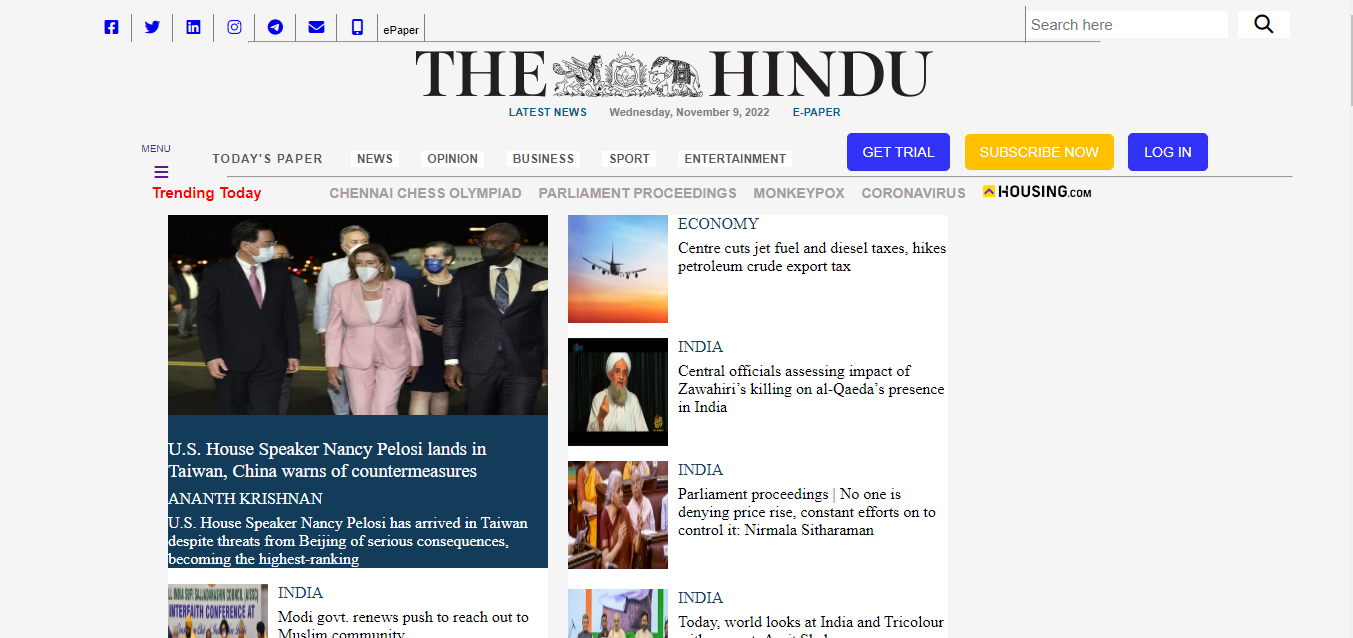 ePaper
Search here
THE HINDU
LATEST NEWS Wednesday, November 9, 2022 E-PAPER
MENU
TODAY'S PAPER NEWS OPINION BUSINESS SPORT ENTERTAINMENT GET TRIAL SUBSCRIBE NOW LOG IN
Trending Today CHENNAI CHESS OLYMPIAD PARLIAMENT PROCEEDINGS MONKEYPOX CORONAVIRUS HOUSING.COM
U.S. House Speaker Nancy Pelosi lands in
Taiwan, China warns of countermeasures
ANANTH KRISHNAN
U.S. House Speaker Nancy Pelosi has arrived in Taiwan
despite threats from Beijing of serious consequences,
becoming the highest-ranking
INTERFAITH CONFERENCE AT
INDIA
Modi govt. renews push to reach out to
Muslim community
ECONOMY
Centre cuts jet fuel and diesel taxes, hikes
petroleum crude export tax
INDIA
Central officials assessing impact of
Zawahiri’s killing on al-Qaeda’s presence
in India
INDIA
Parliament proceedings | No one is
denying price rise, constant efforts on to
control it: Nirmala Sitharaman
INDIA
Today, world looks at India and Tricolour